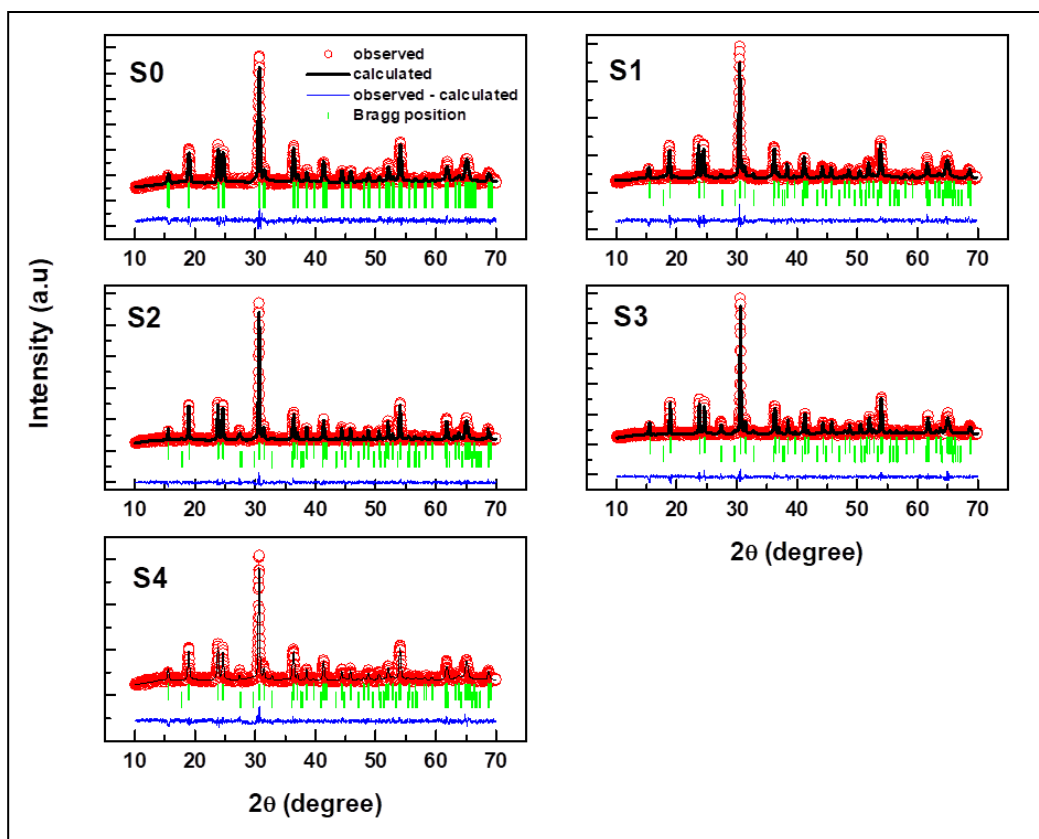 S0
observed
calculated
observed - calculated
Bragg position
10 20 30 40 50 60 70
S1
10 20 30 40 50 60 70
Intensity (a.u)
S2
10 20 30 40 50 60 70
S3
10 20 30 40 50 60 70
2θ (degree)
S4
10 20 30 40 50 60 70
2θ (degree)